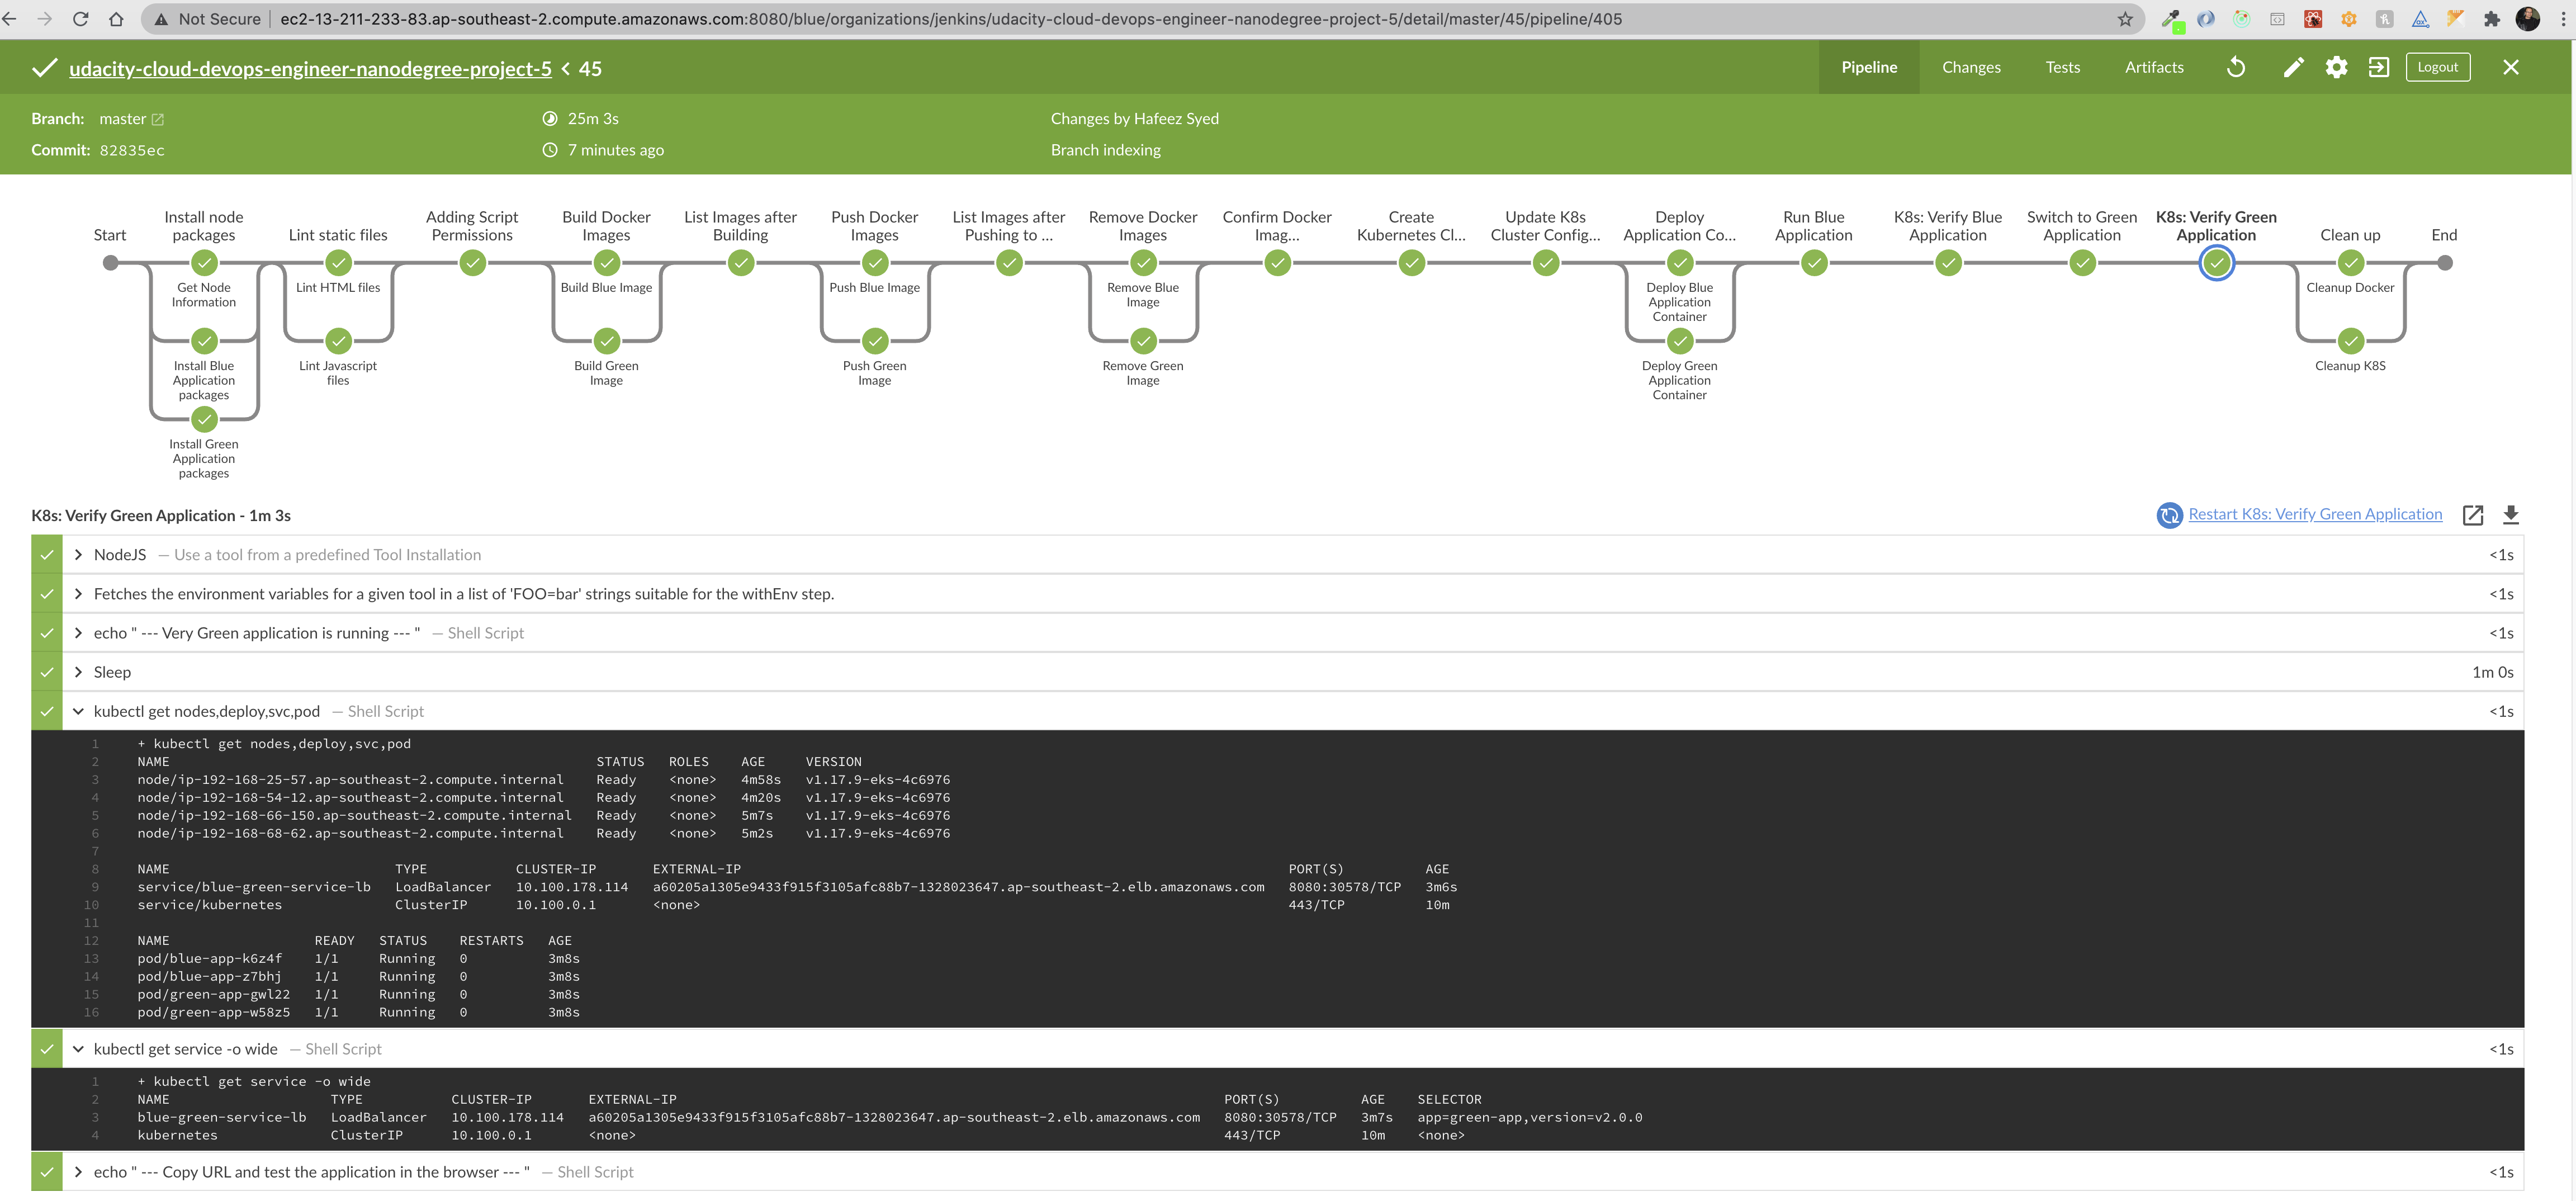 Not Secure ec2-13-211-233-83.ap-southeast-2.compute.amazonaws.com:8080/blue/organizations/jenkins/udacity-cloud-devops-engineer-nanodegree-project-5/detail/master/45/pipeline/405
udacity-cloud-devops-engineer-nanodegree-project-5 < 45 Pipeline Changes Tests Artifacts Logout
Branch: master 25m 3s Changes by Hafeez Syed
Commit: 82835ec 7 minutes ago Branch indexing
Start
Install node
packages
Lint static files
Adding Script
Permissions
Build Docker
Images
List Images after
Building
Push Docker
Images
List Images after
Pushing to ...
Remove Docker
Images
Confirm Docker
Imag...
Create
Kubernetes Cl...
Update K8s
Cluster Config...
Deploy
Application Co...
Run Blue
Application
K8s: Verify Blue
Application
Switch to Green
Application
K8s: Verify Green
Application
Clean up
End
Get Node
Information
Lint HTML files
Build Blue Image
Push Blue Image
Remove Blue
Image
Deploy Blue
Application
Container
Cleanup Docker
Install Blue
Application
packages
Lint Javascript
files
Build Green
Image
Push Green
Image
Remove Green
Image
Deploy Green
Application
Container
Cleanup K8S
Install Green
Application
packages
K8s: Verify Green Application - 1m 3s Restart K8s: Verify Green Application
NodeJS — Use a tool from a predefined Tool Installation <1s
Fetches the environment variables for a given tool in a list of 'FOO=bar' strings suitable for the withEnv step. <1s
echo " --- Very Green application is running --- " — Shell Script <1s
Sleep 1m 0s
kubectl get nodes,deploy,svc,pod — Shell Script <1s
1 + kubectl get nodes,deploy,svc,pod
2 NAME STATUS ROLES AGE VERSION
3 node/ip-192-168-25-57.ap-southeast-2.compute.internal Ready <none> 4m58s v1.17.9-eks-4c6976
4 node/ip-192-168-54-12.ap-southeast-2.compute.internal Ready <none> 4m20s v1.17.9-eks-4c6976
5 node/ip-192-168-66-150.ap-southeast-2.compute.internal Ready <none> 5m7s v1.17.9-eks-4c6976
6 node/ip-192-168-68-62.ap-southeast-2.compute.internal Ready <none> 5m2s v1.17.9-eks-4c6976
7
8 NAME TYPE CLUSTER-IP EXTERNAL-IP PORT(S) AGE
9 service/blue-green-service-lb LoadBalancer 10.100.178.114 a60205a1305e9433f915f3105afc88b7-1328023647.ap-southeast-2.elb.amazonaws.com 8080:30578/TCP 3m6s
10 service/kubernetes ClusterIP 10.100.0.1 <none> 443/TCP 10m
11
12 NAME READY STATUS RESTARTS AGE
13 pod/blue-app-k6z4f 1/1 Running 0 3m8s
14 pod/blue-app-z7bhj 1/1 Running 0 3m8s
15 pod/green-app-gwl22 1/1 Running 0 3m8s
16 pod/green-app-w58z5 1/1 Running 0 3m8s
kubectl get service -o wide — Shell Script <1s
1 + kubectl get service -o wide
2 NAME TYPE CLUSTER-IP EXTERNAL-IP PORT(S) AGE SELECTOR
3 blue-green-service-lb LoadBalancer 10.100.178.114 a60205a1305e9433f915f3105afc88b7-1328023647.ap-southeast-2.elb.amazonaws.com 8080:30578/TCP 3m7s app=green-app,version=v2.0.0
4 kubernetes ClusterIP 10.100.0.1 <none> 443/TCP 10m <none>
echo " --- Copy URL and test the application in the browser --- " — Shell Script <1s